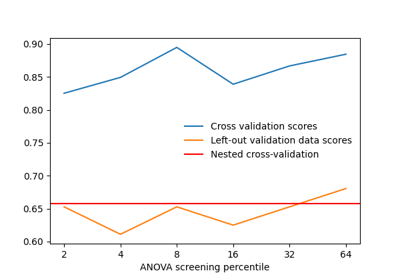 0.90
0.85
0.80
0.75
0.70
0.65
0.60
Cross validation scores
Left-out validation data scores
Nested cross-validation
2 4 8 16 32 64
ANOVA screening percentile